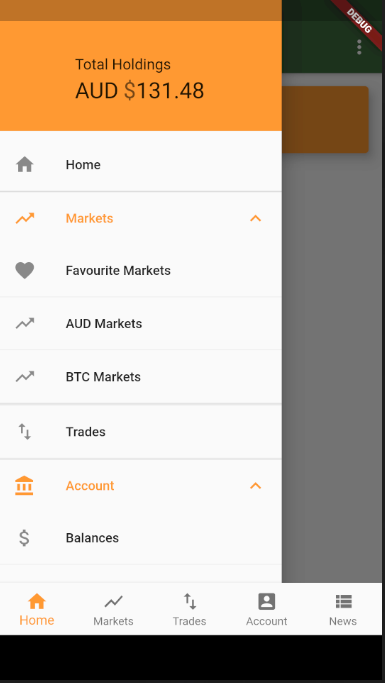 DEBUG
Total Holdings
AUD $131.48
Home
Markets
Favourite Markets
AUD Markets
BTC Markets
Trades
Account
Balances
Home
Markets
Trades
Account
News